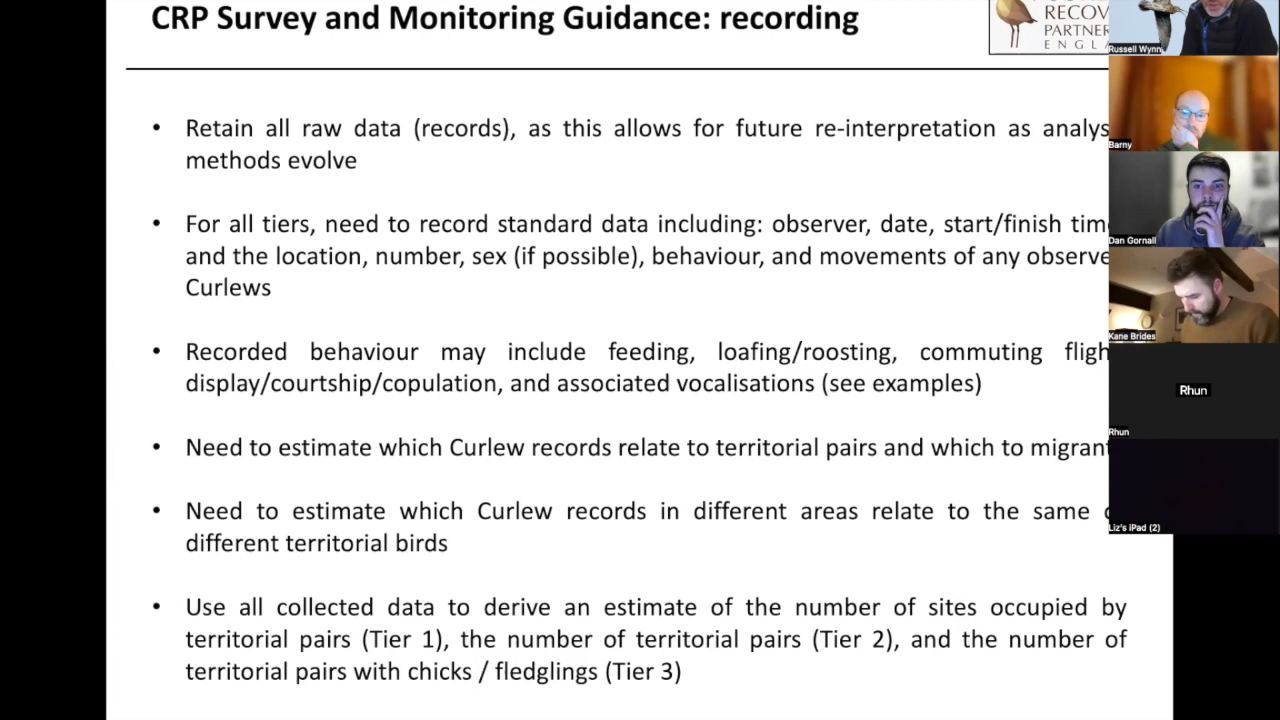 CRP Survey and Monitoring Guidance: recording
RECOV
PARTNER
ENGLA
Russell Wynn
• Retain all raw data (records), as this allows for future re-interpretation as analys
methods evolve
Barny
• For all tiers, need to record standard data including: observer, date, start/finish tim
and the location, number, sex (if possible), behaviour, and movements of any observe
Curlews
Dan Gornall
• Recorded behaviour may include feeding, loafing/roosting, commuting fligh
display/courtship/copulation, and associated vocalisations (see examples)
Kane Brides
Rhun
Rhun
• Need to estimate which Curlew records relate to territorial pairs and which to migrant
• Need to estimate which Curlew records in different areas relate to the same
different territorial birds
Liz's iPad (2)
• Use all collected data to derive an estimate of the number of sites occupied by
territorial pairs (Tier 1), the number of territorial pairs (Tier 2), and the number of
territorial pairs with chicks / fledglings (Tier 3)